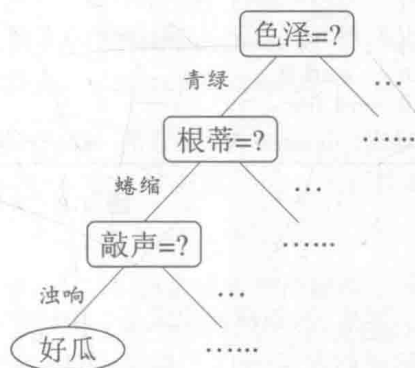 色泽=?
青绿 …
根蒂=? ……
蜷缩 …
敲声=? ……
浊响 …
好瓜 ……